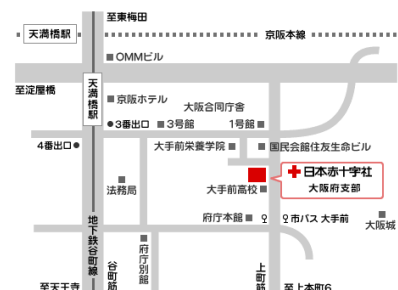 至東梅田
天満橋駅
京阪本線
OMMビル
至淀屋橋
天満橋駅
京阪ホテル
大阪合同庁舎
3番出口
3号館
1号館
4番出口
大手前栄養学院
国民会館住友生命ビル
日本赤十字社
大阪府支部
法務局
大手前高校
府庁本館
市バス 大手前
大阪城
地下鉄谷町線
府庁別館
谷町筋
上町筋
至天王寺
至上本町6